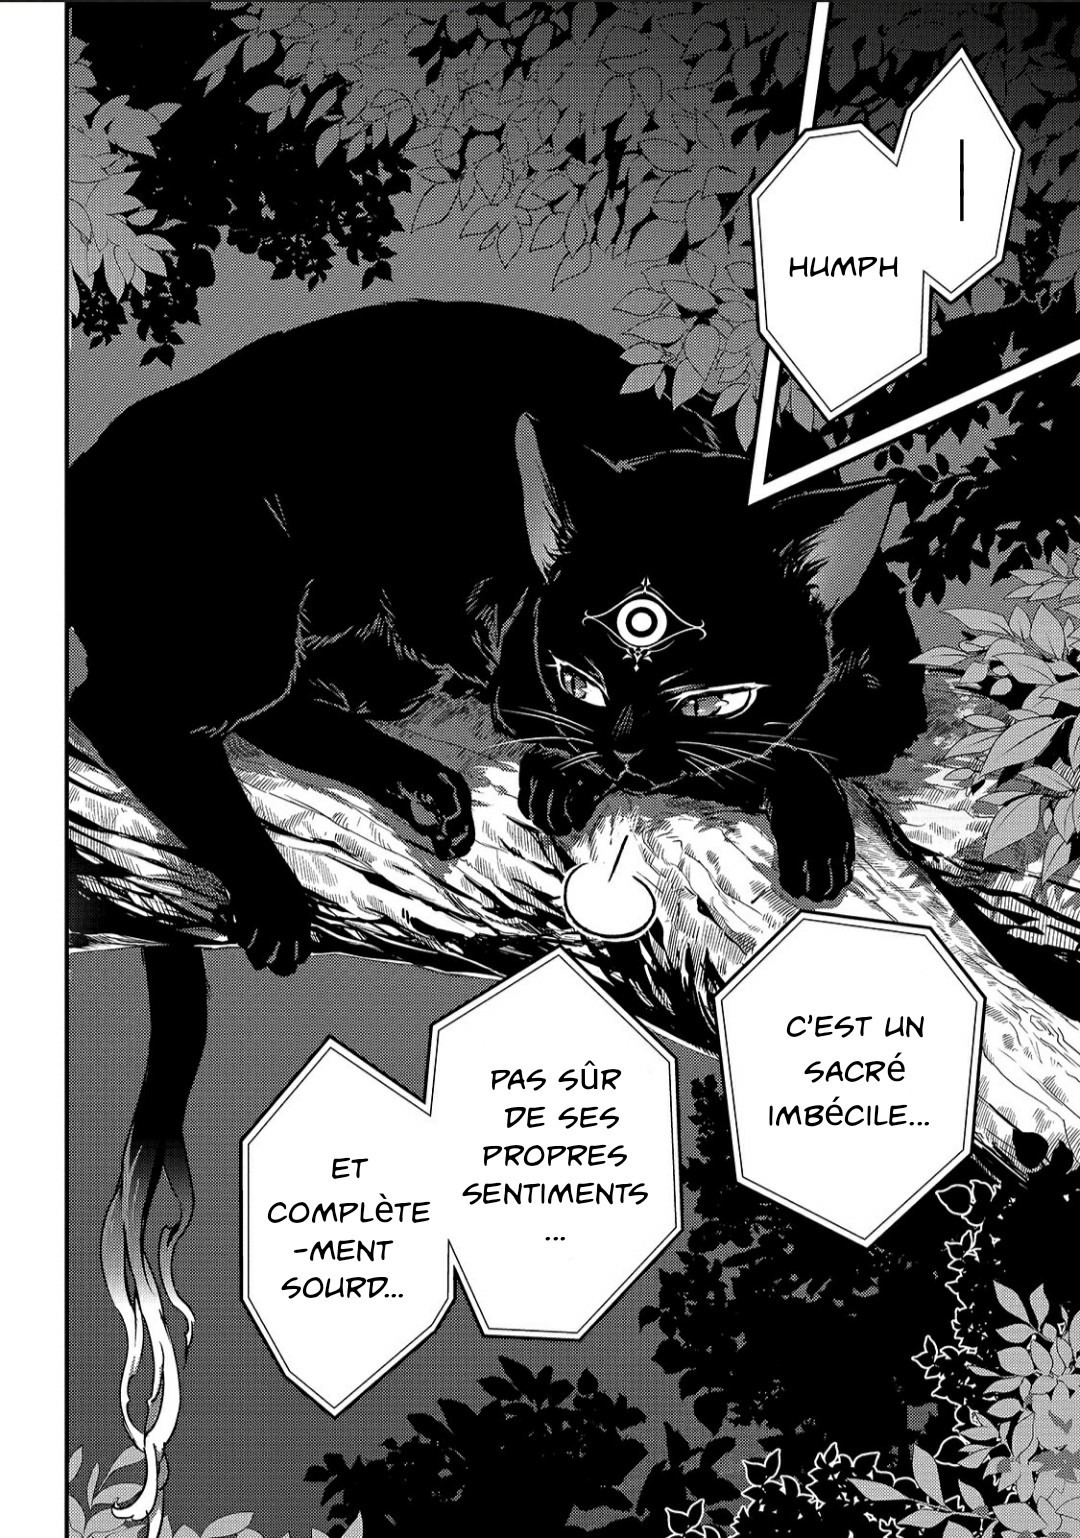 —
HUMPH
C'EST UN
SACRÉ
IMBÉCILE...
PAS SÛR
DE SES
PROPRES
SENTIMENTS
...
ET
COMPLÈTE
-MENT
SOURD...